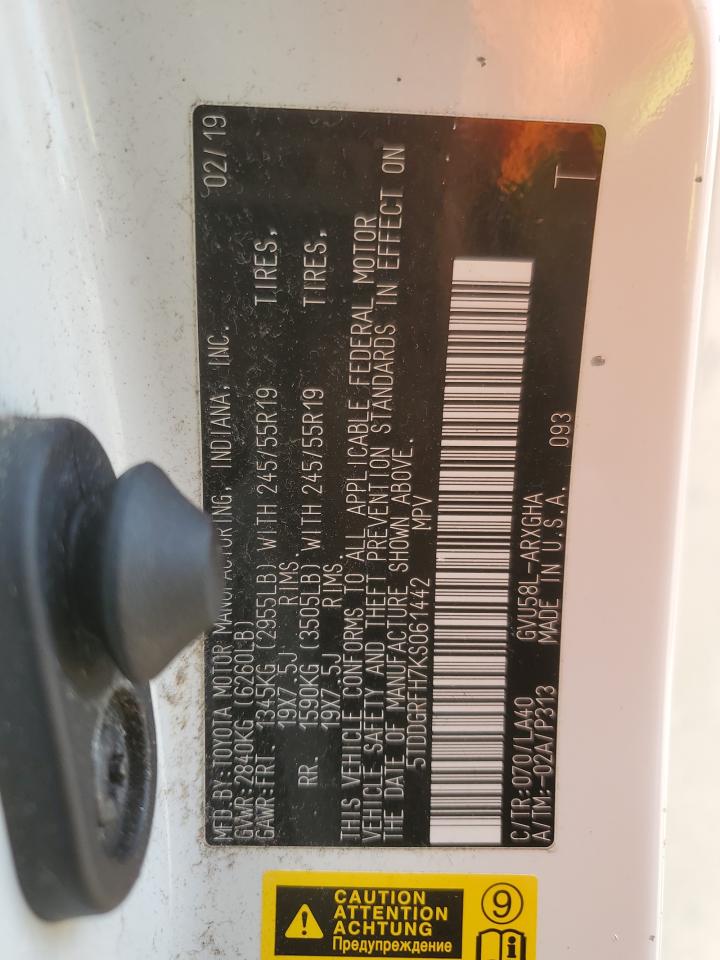 MFD BY:TOYOTA MOTOR MANUFACTURING, INDIANA, INC. 02/19
GVWR:2840KG (6260LB)
GAWR:FRT. 1345KG (2955LB) WITH 245/55R19 TIRES,
19X7.5J RIMS
RR. 1590KG (3505LB) WITH 245/55R19 TIRES,
19X7.5J RIMS
THIS VEHICLE CONFORMS TO ALL APPLICABLE FEDERAL MOTOR
VEHICLE SAFETY AND THEFT PREVENTION STANDARDS IN EFFECT ON
THE DATE OF MANUFACTURE SHOWN ABOVE.
5TDDGRFH7KS061442 MPV
C/TR:070/LA40 GVU58L-ARXGHA
A/TM:-02A/P313 MADE IN U.S.A. 093 T
CAUTION
ATTENTION
ACHTUNG
Предупреждение
9